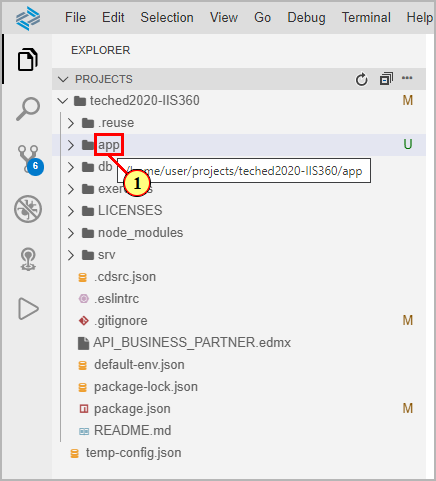 File Edit Selection View Go Debug Terminal Help
EXPLORER
PROJECTS
teched2020-IIS360 M
.reuse
app U
db /home/user/projects/teched2020-IIS360/app
1
LICENSES
node_modules
srv
.cdsrc.json
.eslintrc
.gitignore M
API_BUSINESS_PARTNER.edmx
default-env.json
package-lock.json
package.json M
README.md
temp-config.json
6